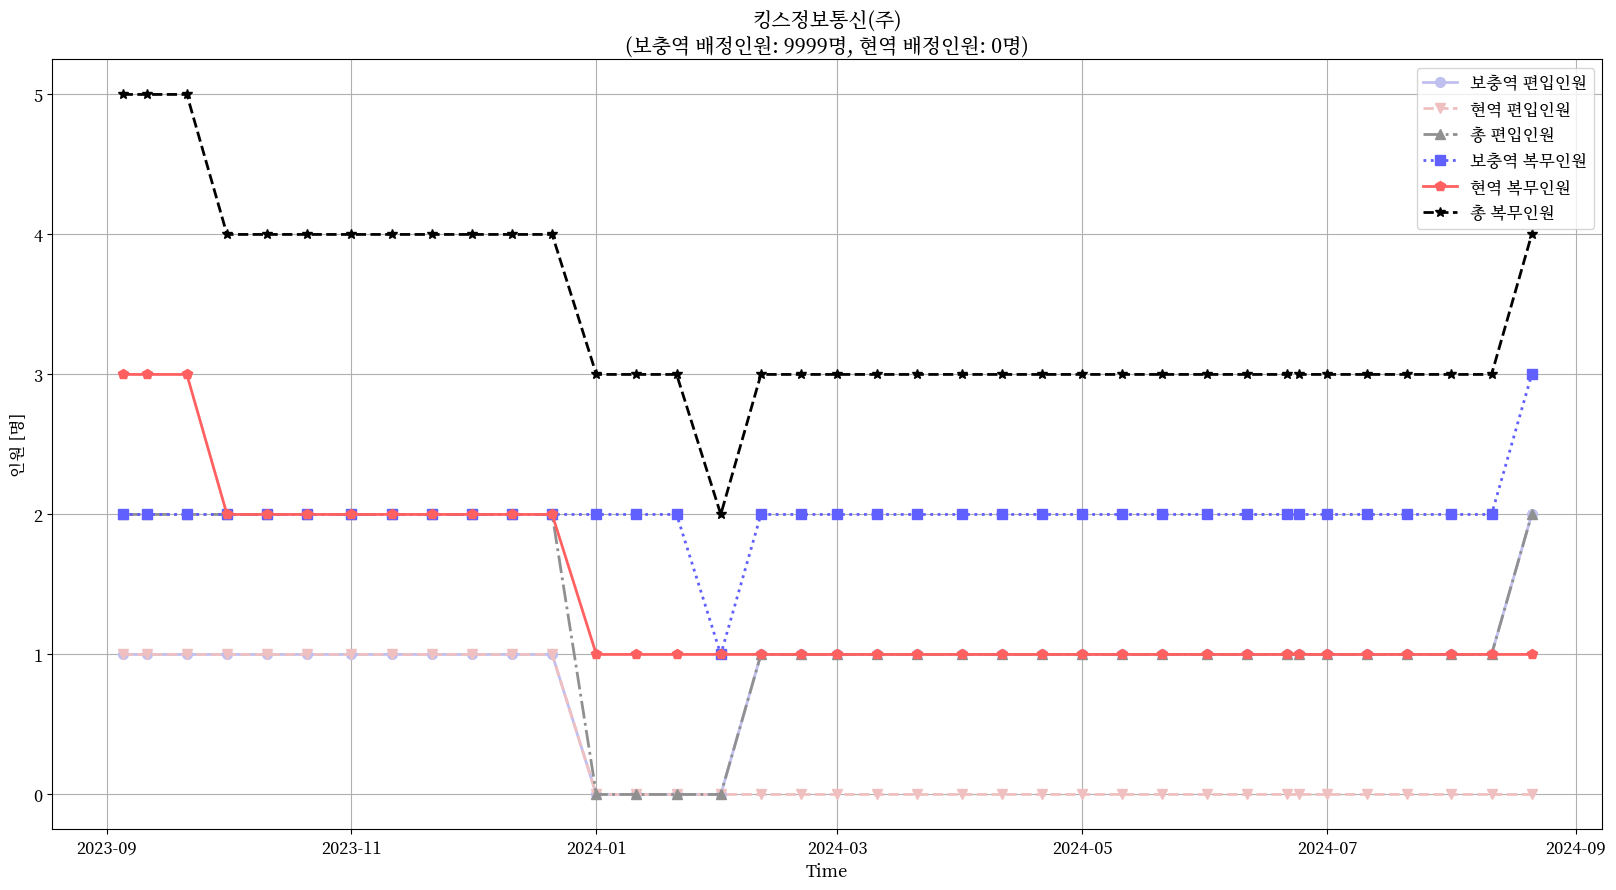 킹스정보통신(주)
(보충역 배정인원: 9999명, 현역 배정인원: 0명)
보충역 편입인원
현역 편입인원
총 편입인원
보충역 복무인원
현역 복무인원
총 복무인원
인원 [명]
5
4
3
2
1
0
2023-09
2023-11
2024-01
2024-03
2024-05
2024-07
2024-09
Time